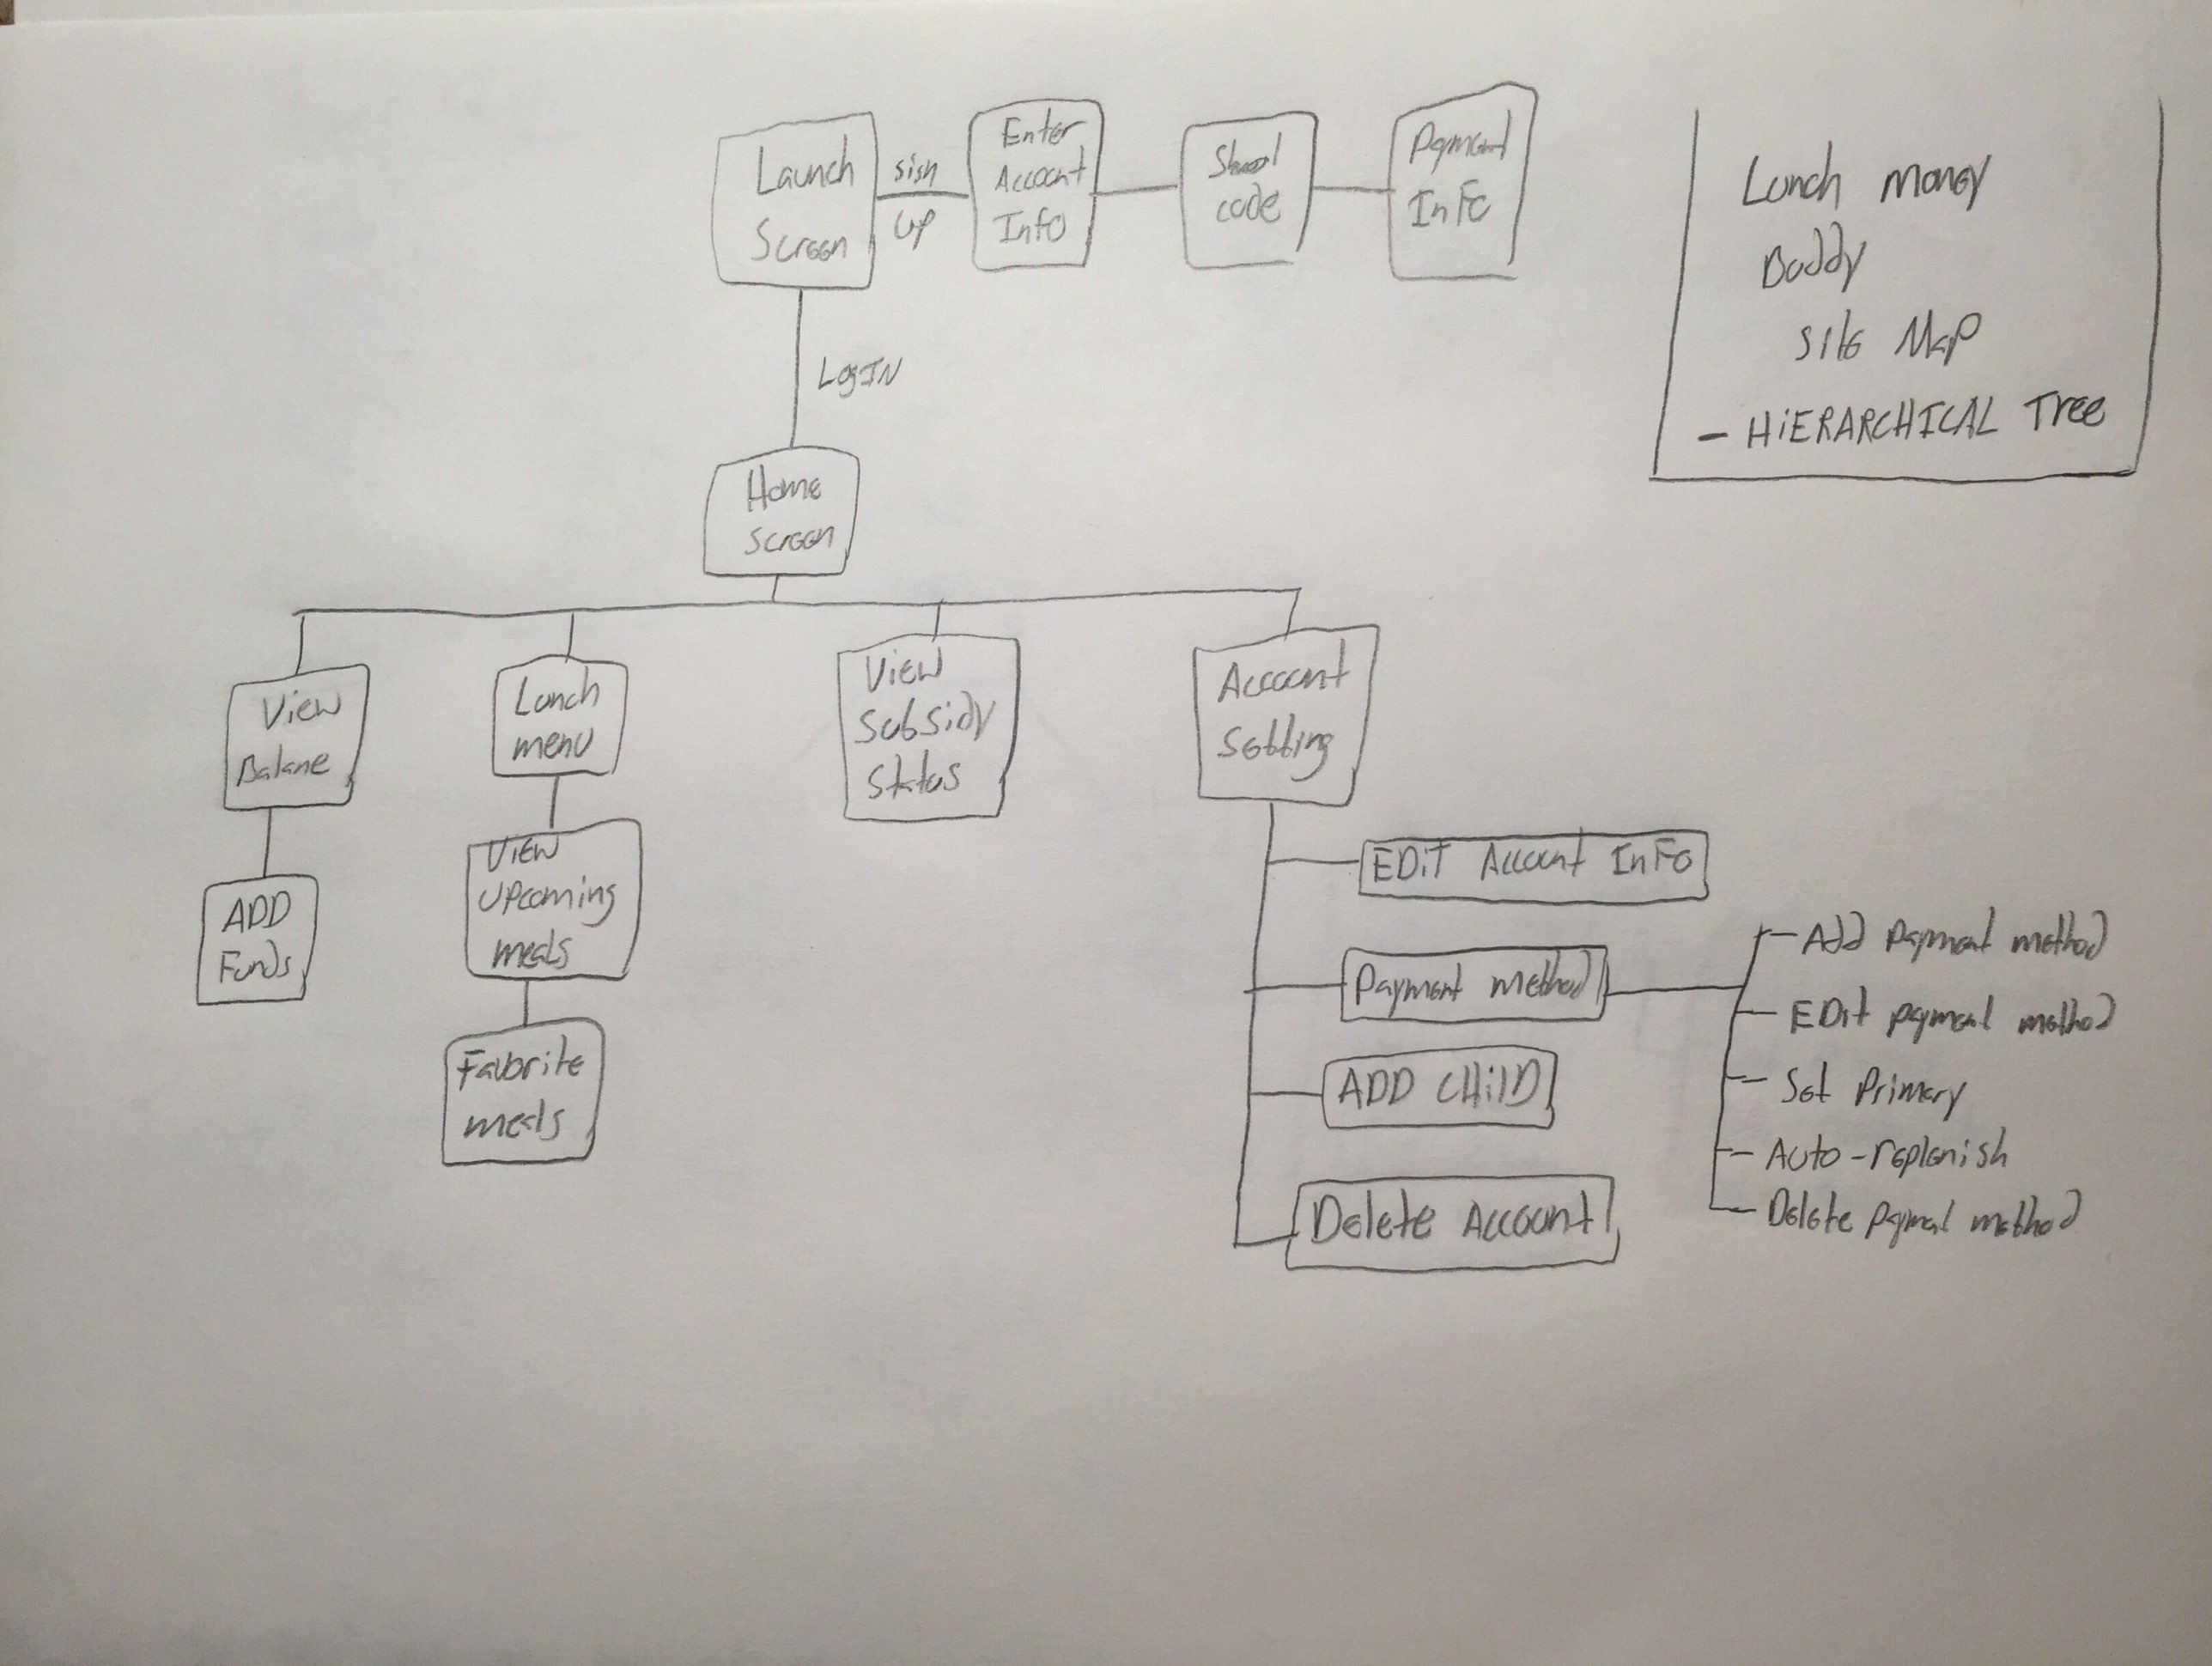 Launch
Screen
sign
up
Enter
Account
Info
code
Payment
Info
Lunch money
Buddy
Site Map
- HiERARCHICAL Tree
LogIN
Home
screen
View
Balane
ADD
Funds
Lunch
menu
View
Upcoming
meals
Favorite
meals
View
Subsidy
Status
Account
Setting
EDiT Account InFo
Payment method
ADD CHilD
Delete Account
Add payment method
EDit payment method
Set Primary
Auto-replenish
Delete payment method